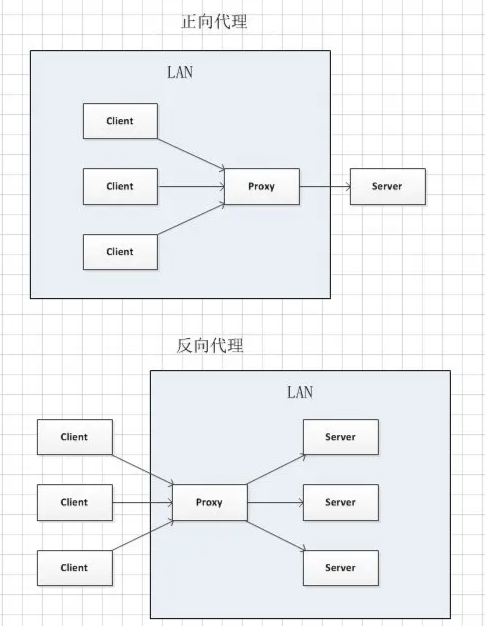 正向代理
LAN
Client
Client
Proxy
Server
Client
反向代理
LAN
Client
Server
Client
Proxy
Server
Client
Server